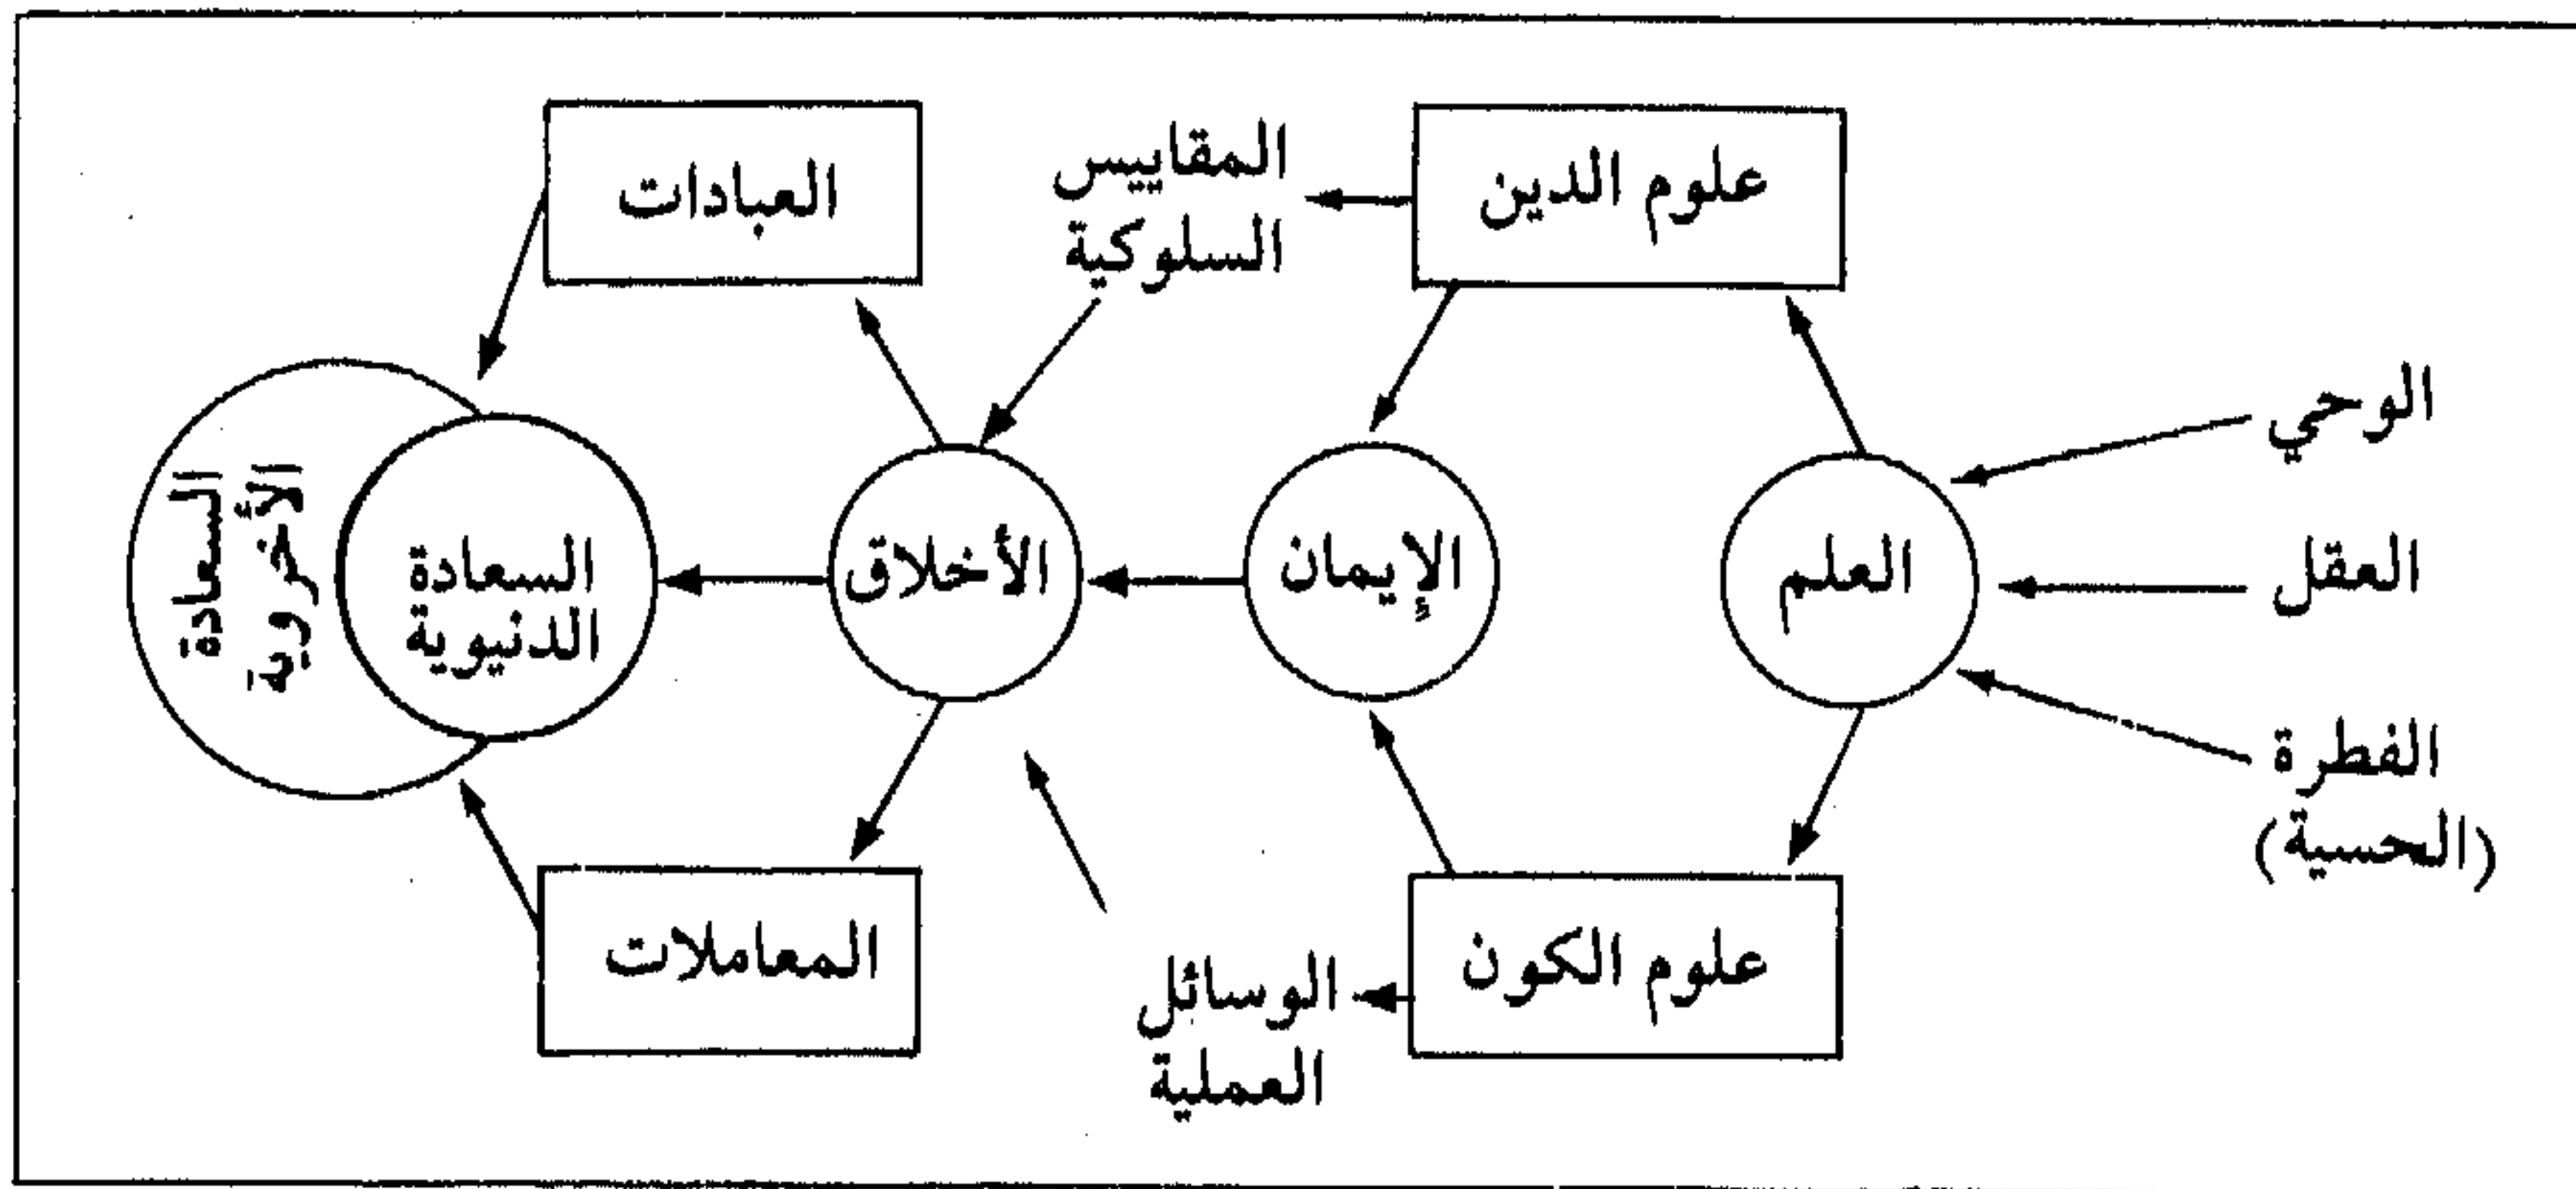 الوحي
العقل
الفطرة
(الحسية)
العلم
علوم الدين
علوم الكون
المقاييس
السلوكية
الإيمان
الوسائل
العملية
الأخلاق
العبادات
المعاملات
السعادة
الدنيوية
السعادة
الأخروية